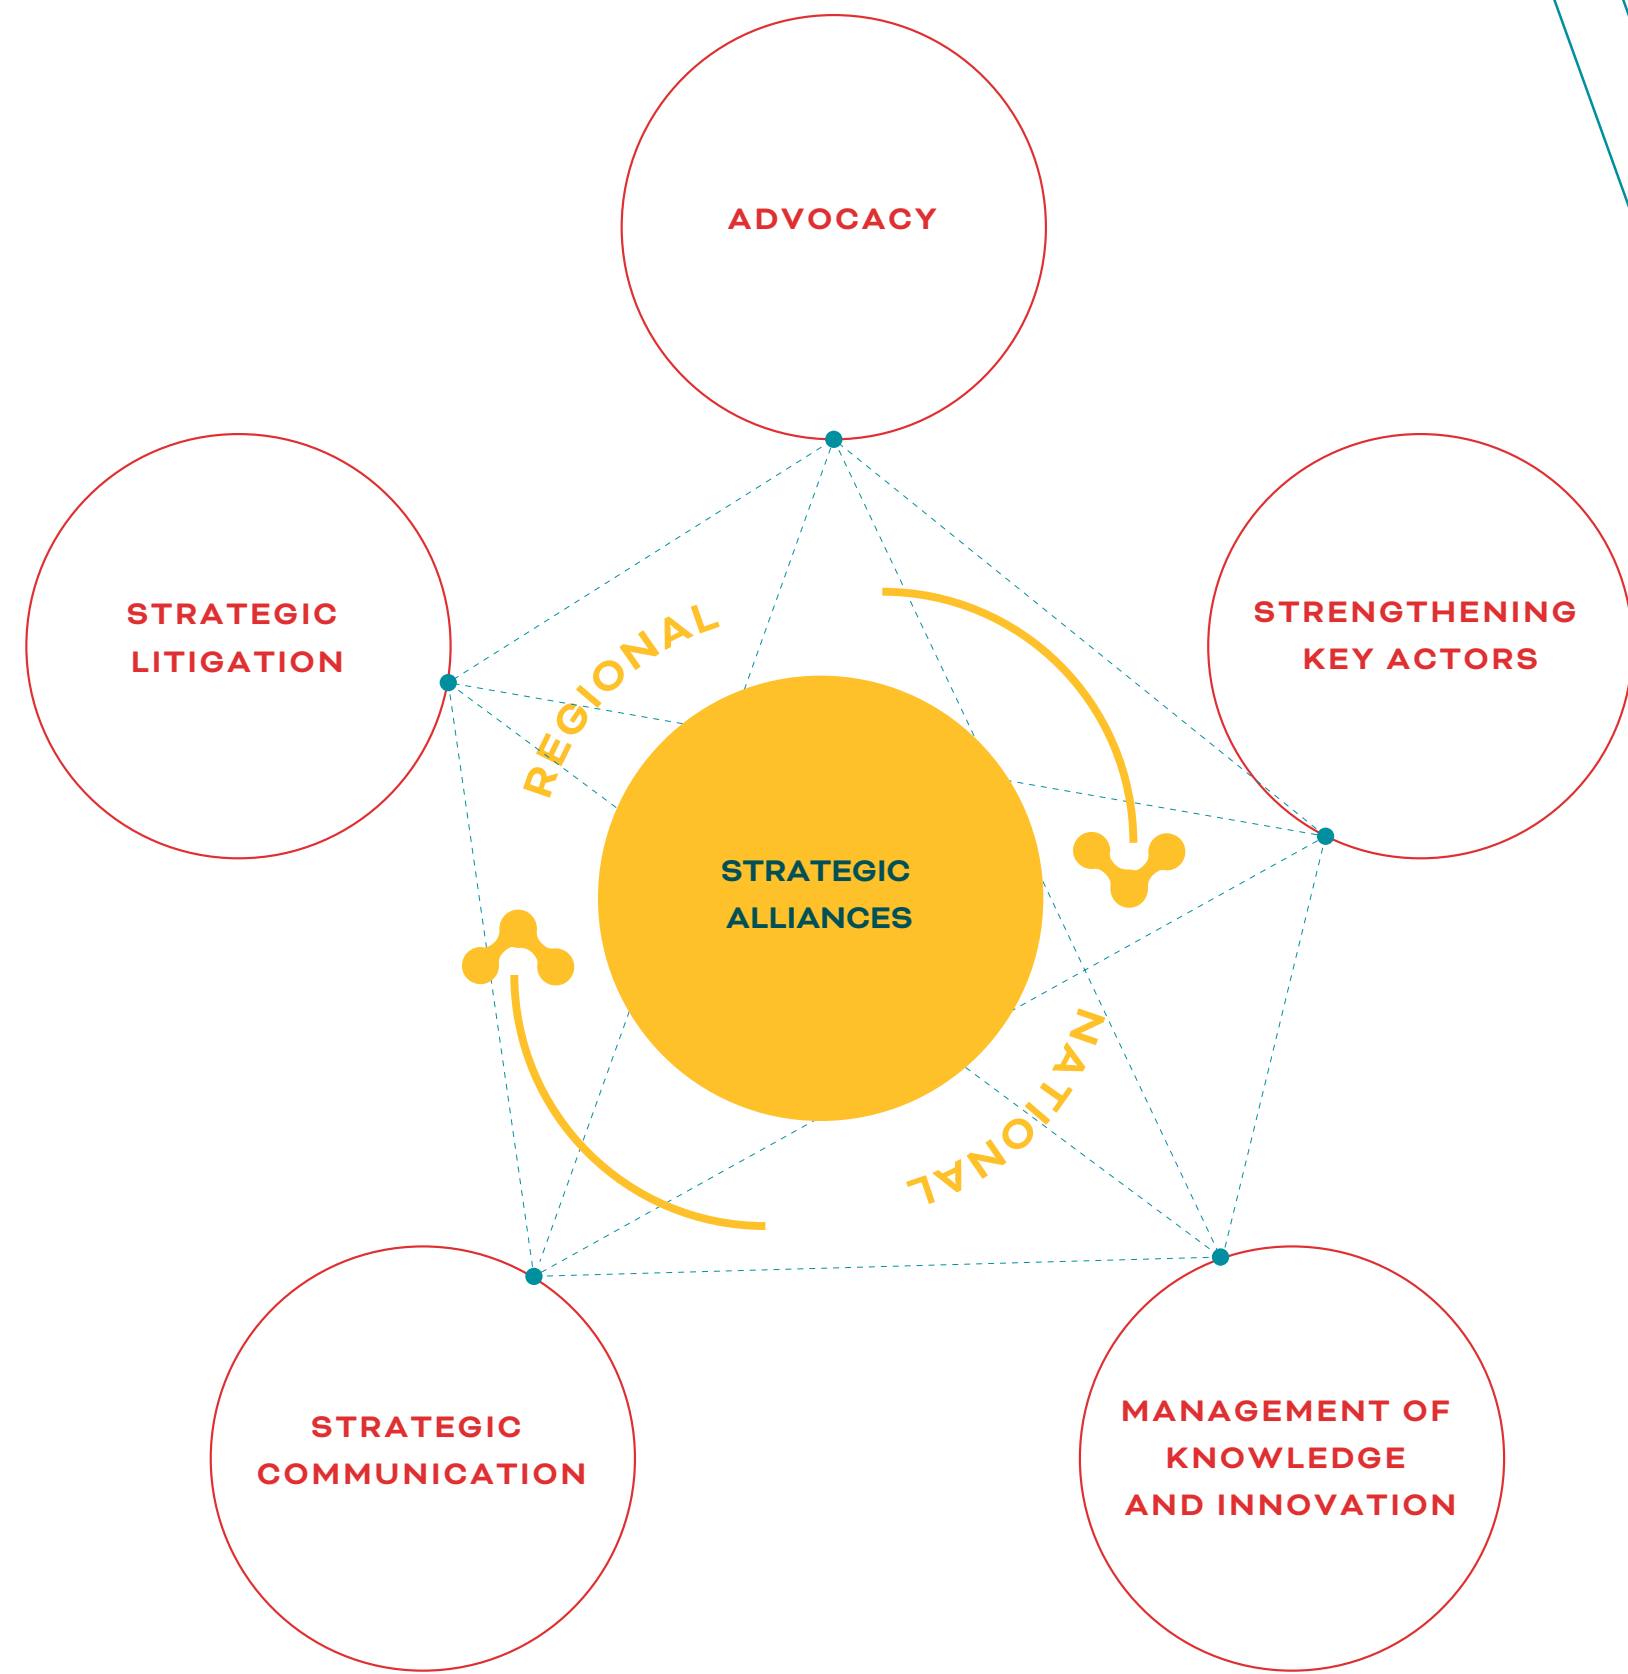 ADVOCACY
STRATEGIC
LITIGATION
STRENGTHENING
KEY ACTORS
REGIONAL
STRATEGIC
ALLIANCES
NATIONAL
STRATEGIC
COMMUNICATION
MANAGEMENT OF
KNOWLEDGE
AND INNOVATION